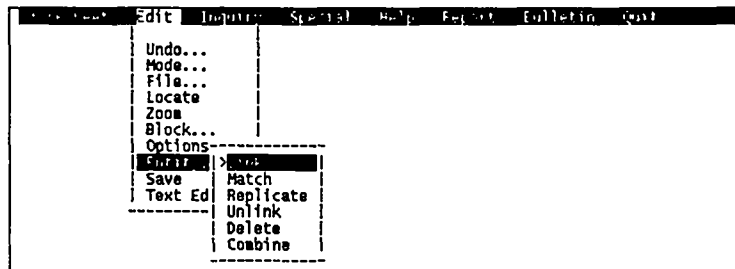 Edit Inquiry Special Help Report Bulletin Quit
Undo...
Mode...
File...
Locate
Zoom
Block...
Options
Save
Text Ed
Match
Replicate
Unlink
Delete
Combine